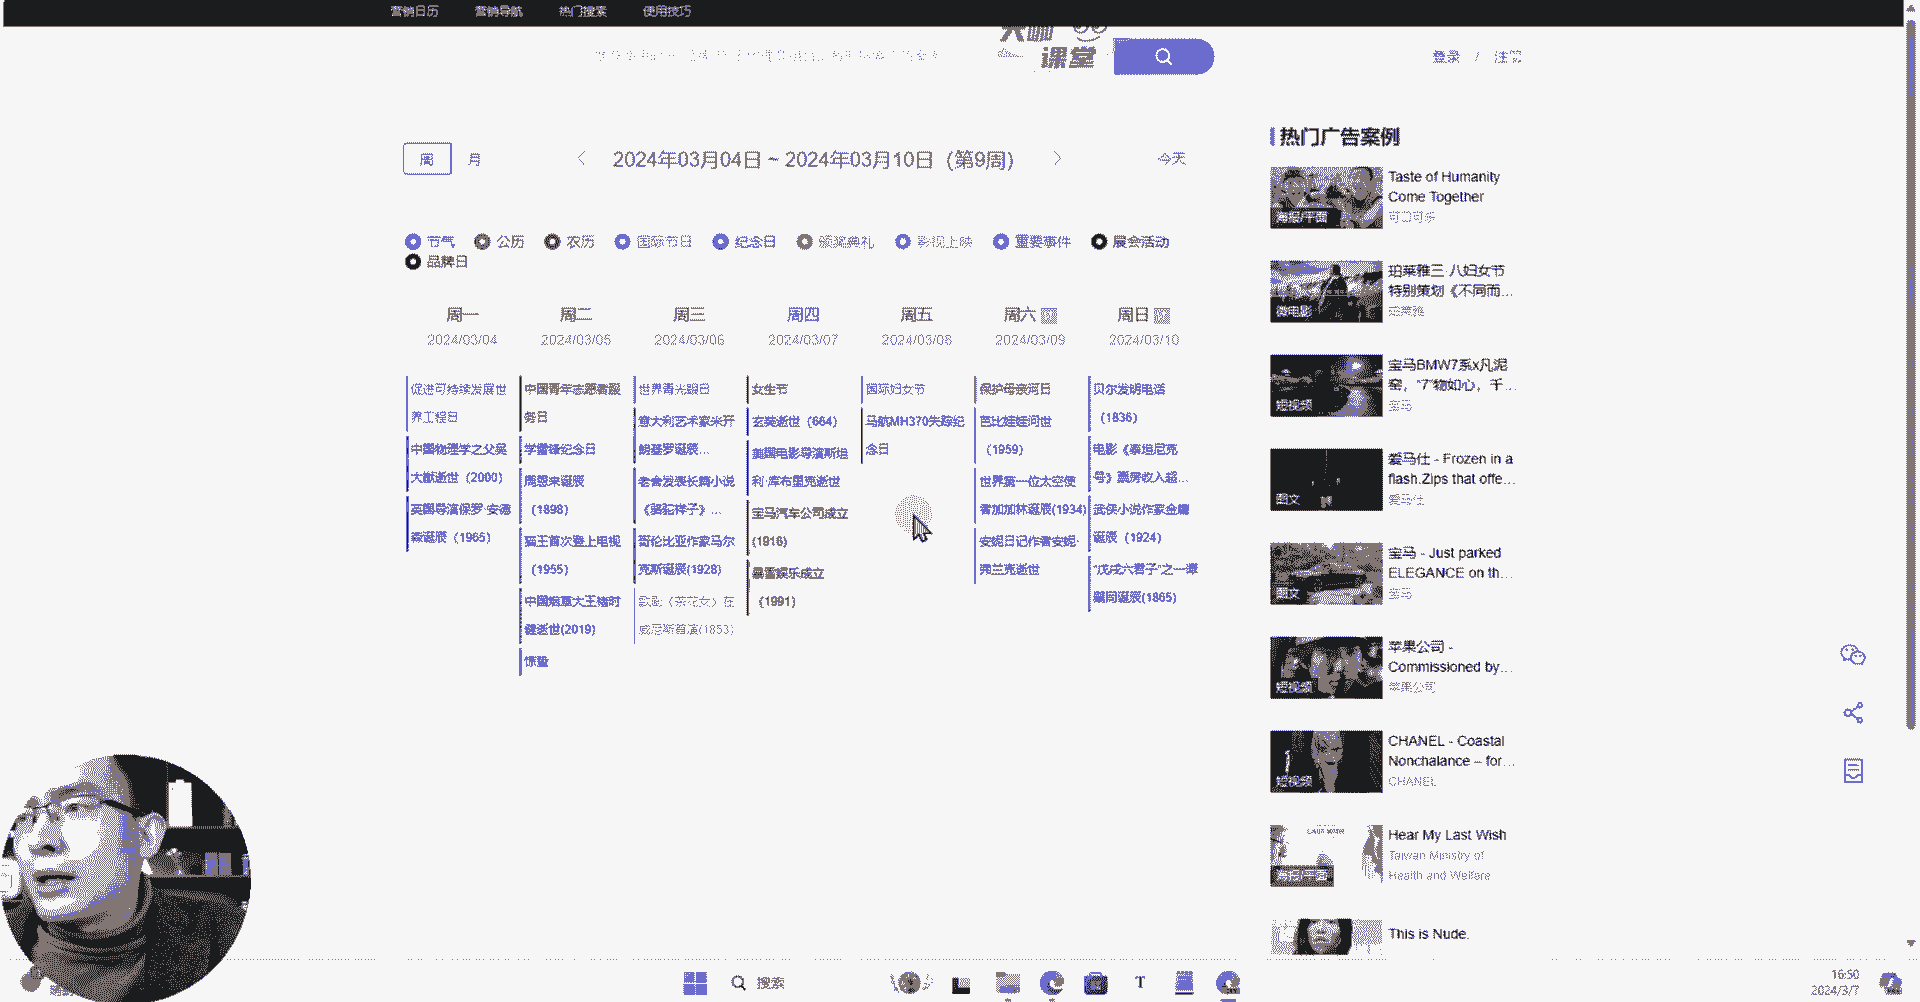 营销日历 营销导航 热门搜索 使用技巧
大咖
课堂
登录 / 注册
周 月 2024年03月04日 ~ 2024年03月10日（第9周） 今天
节气 公历 农历 国际节日 纪念日 颁奖典礼 影视上映 重要事件 展会活动
品牌日
周一 周二 周三 周四 周五 周六 周日
2024/03/04 2024/03/05 2024/03/06 2024/03/07 2024/03/08 2024/03/09 2024/03/10
促进可持续发展世
界工程日
中国物理学之父吴
大猷逝世（2000）
英国导演保罗·安德
森诞辰（1965）
中国青年志愿者服
务日
学雷锋纪念日
周恩来诞辰
（1898）
猫王首次登上电视
（1955）
中国烟草大王褚时
健逝世(2019)
惊蛰
世界青光眼日
意大利艺术家米开
朗基罗诞辰...
老舍发表长篇小说
《骆驼祥子》...
哥伦比亚作家马尔
克斯诞辰(1928)
歌剧《茶花女》在
威尼斯首演(1853)
女生节
玄奘逝世（664）
美国电影导演斯坦
利·库布里克逝世
宝马汽车公司成立
(1916)
暴雪娱乐成立
（1991）
国际妇女节
马航MH370失踪纪
念日
保护母亲河日
芭比娃娃问世
（1959）
世界第一位太空使
者加加林诞辰(1934)
安妮日记作者安妮·
弗兰克逝世
贝尔发明电话
（1836）
电影《泰坦尼克
号》票房收入超...
武侠小说作家金庸
诞辰（1924）
“戊戌六君子”之一谭
嗣同诞辰(1865)
热门广告案例
海报/平面
Taste of Humanity
Come Together
可口可乐
微电影
珀莱雅三·八妇女节
特别策划《不同而...
珀莱雅
短视频
宝马BMW7系x凡泥
窑，“7”物如心，千...
宝马
图文
爱马仕 - Frozen in a
flash.Zips that offe...
爱马仕
图文
宝马 - Just parked
ELEGANCE on th...
宝马
短视频
苹果公司 -
Commissioned by...
苹果公司
短视频
CHANEL - Coastal
Nonchalance – for...
CHANEL
海报/平面
Hear My Last Wish
Taiwan Ministry of
Health and Welfare
This is Nude.
搜索
16:50
2024/3/7